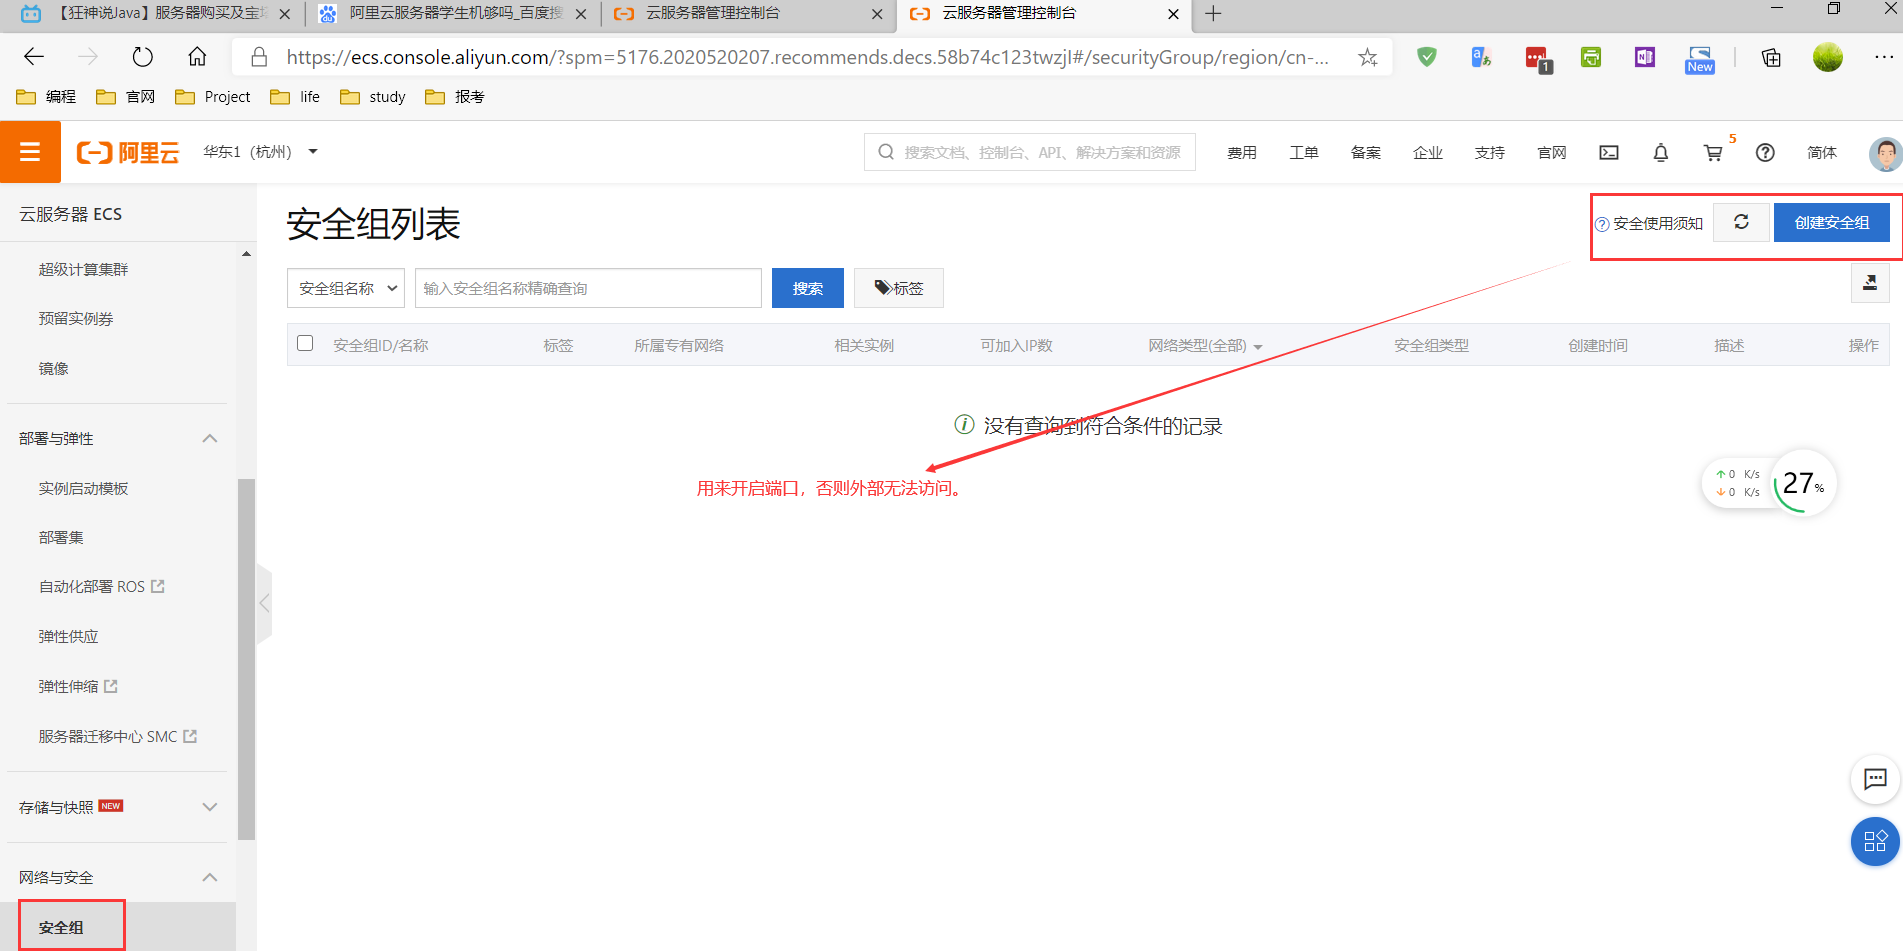 【狂神说Java】服务器购买及宝塔
阿里云服务器学生机够吗_百度搜
云服务器管理控制台
云服务器管理控制台
https://ecs.console.aliyun.com/?spm=5176.2020520207.recommends.decs.58b74c123twzjl#/securityGroup/region/cn-...
1
New
编程
官网
Project
life
study
报考
阿里云
华东1（杭州）
搜索文档、控制台、API、解决方案和资源
费用
工单
备案
企业
支持
官网
5
简体
云服务器 ECS
超级计算集群
预留实例券
镜像
部署与弹性
实例启动模板
部署集
自动化部署 ROS
弹性供应
弹性伸缩
服务器迁移中心 SMC
存储与快照 NEW
网络与安全
安全组
安全组列表
安全使用须知
创建安全组
安全组名称
输入安全组名称精确查询
搜索
标签
安全组ID/名称
标签
所属专有网络
相关实例
可加入IP数
网络类型(全部)
安全组类型
创建时间
描述
操作
没有查询到符合条件的记录
用来开启端口，否则外部无法访问。
↑ 0 K/s
↓ 0 K/s
27%